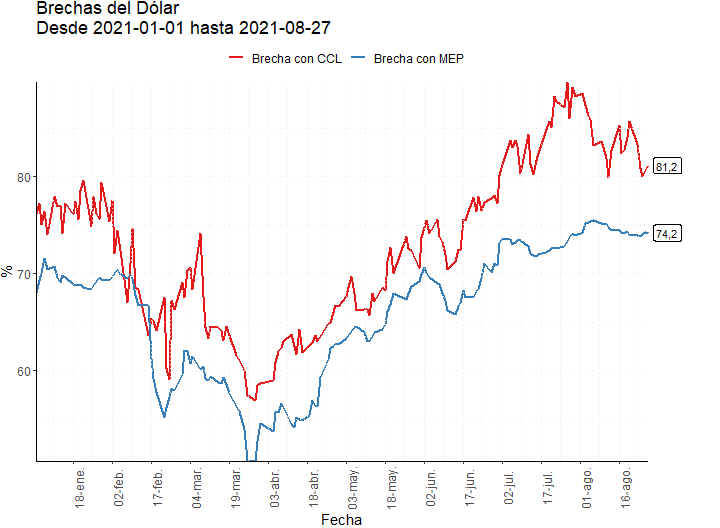 Brechas del Dólar
Desde 2021-01-01 hasta 2021-08-27
Brecha con CCL
Brecha con MEP
%
80
70
60
81,2
74,2
18-ene.
02-feb.
17-feb.
04-mar.
19-mar.
03-abr.
18-abr.
03-may.
18-may.
02-jun.
17-jun.
02-jul.
17-jul.
01-ago.
16-ago.
Fecha